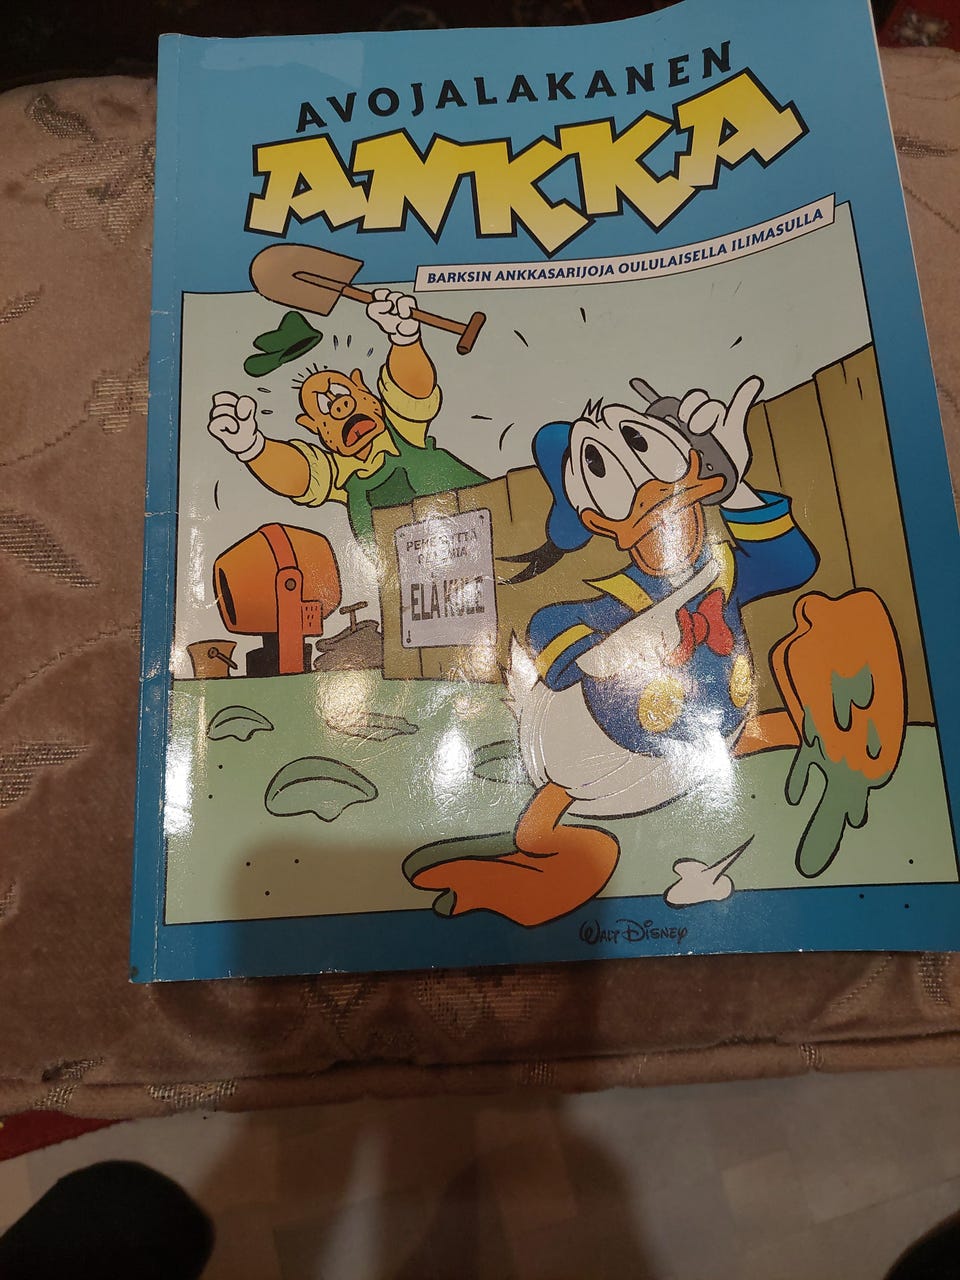 AVOJALAKANEN
ANKKA
BARKSIN ANKKASARIJOJA OULULAISELLA ILIMASULLA
ELÄ KULE
WALT DISNEY